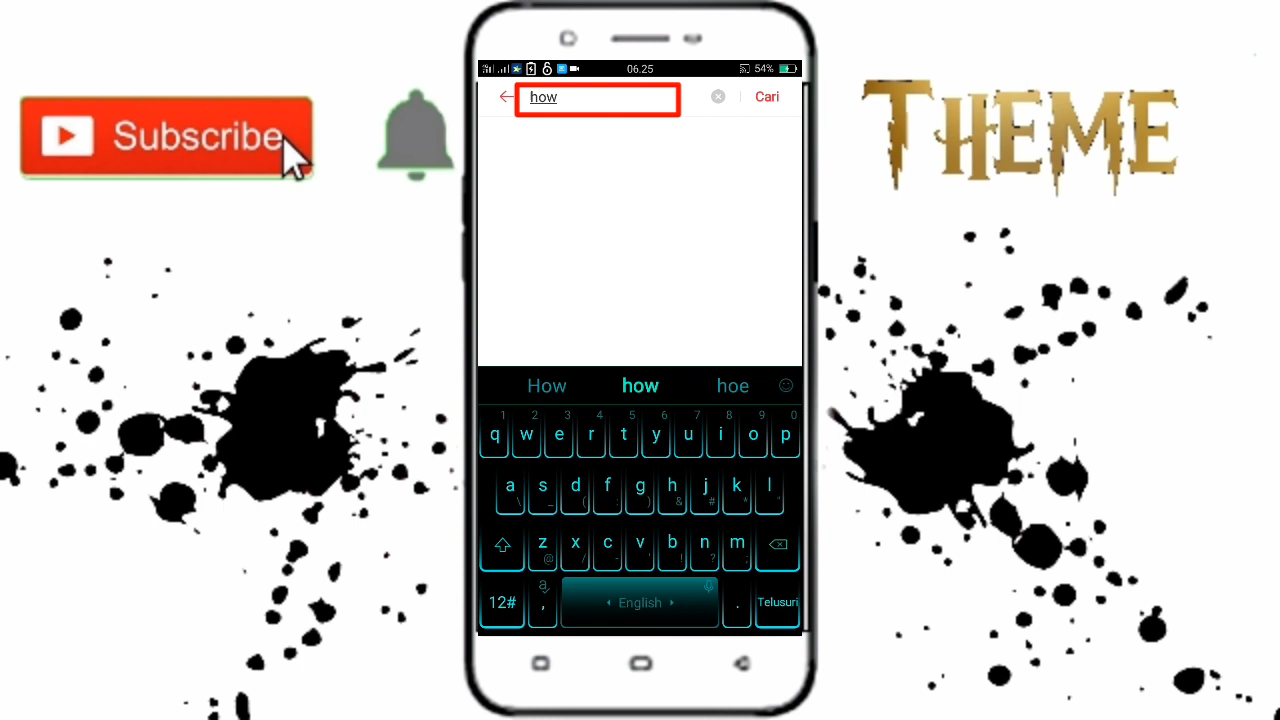 Subscribe
THEME
06.25
54%
how
Cari
How how hoe
1 2 3 4 5 6 7 8 9 0
q w e r t y u i o p
a s d f g h j k l
\ _ ( : ) & # * "
z x c v b n m
@ / - ' ! ? ;
12# , English . Telusuri